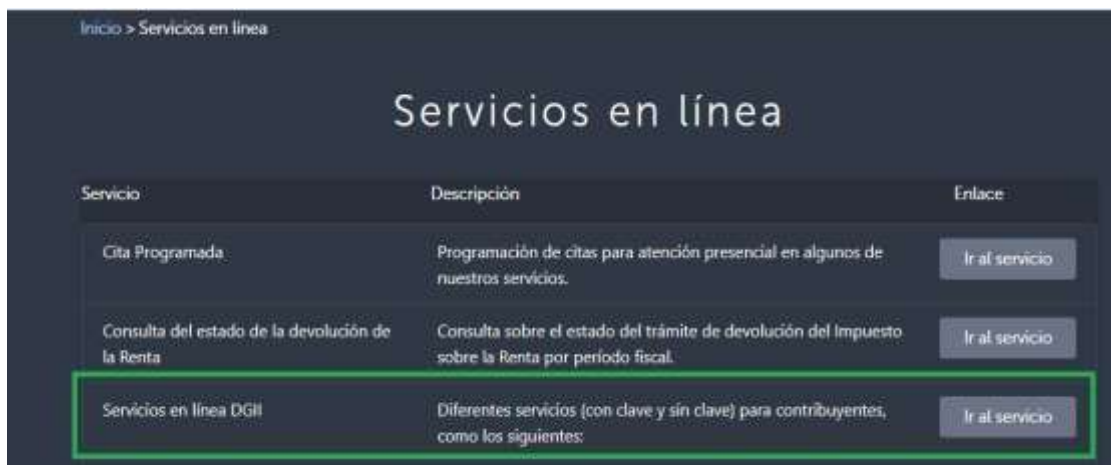 Inicio > Servicios en línea
Servicios en línea
Servicio Descripción Enlace
Cita Programada Programación de citas para atención presencial en algunos de Ir al servicio
nuestros servicios.
Consulta del estado de la devolución de Consulta sobre el estado del trámite de devolución del Impuesto Ir al servicio
la Renta sobre la Renta por período fiscal.
Servicios en línea DGII Diferentes servicios (con clave y sin clave) para contribuyentes, Ir al servicio
como los siguientes: